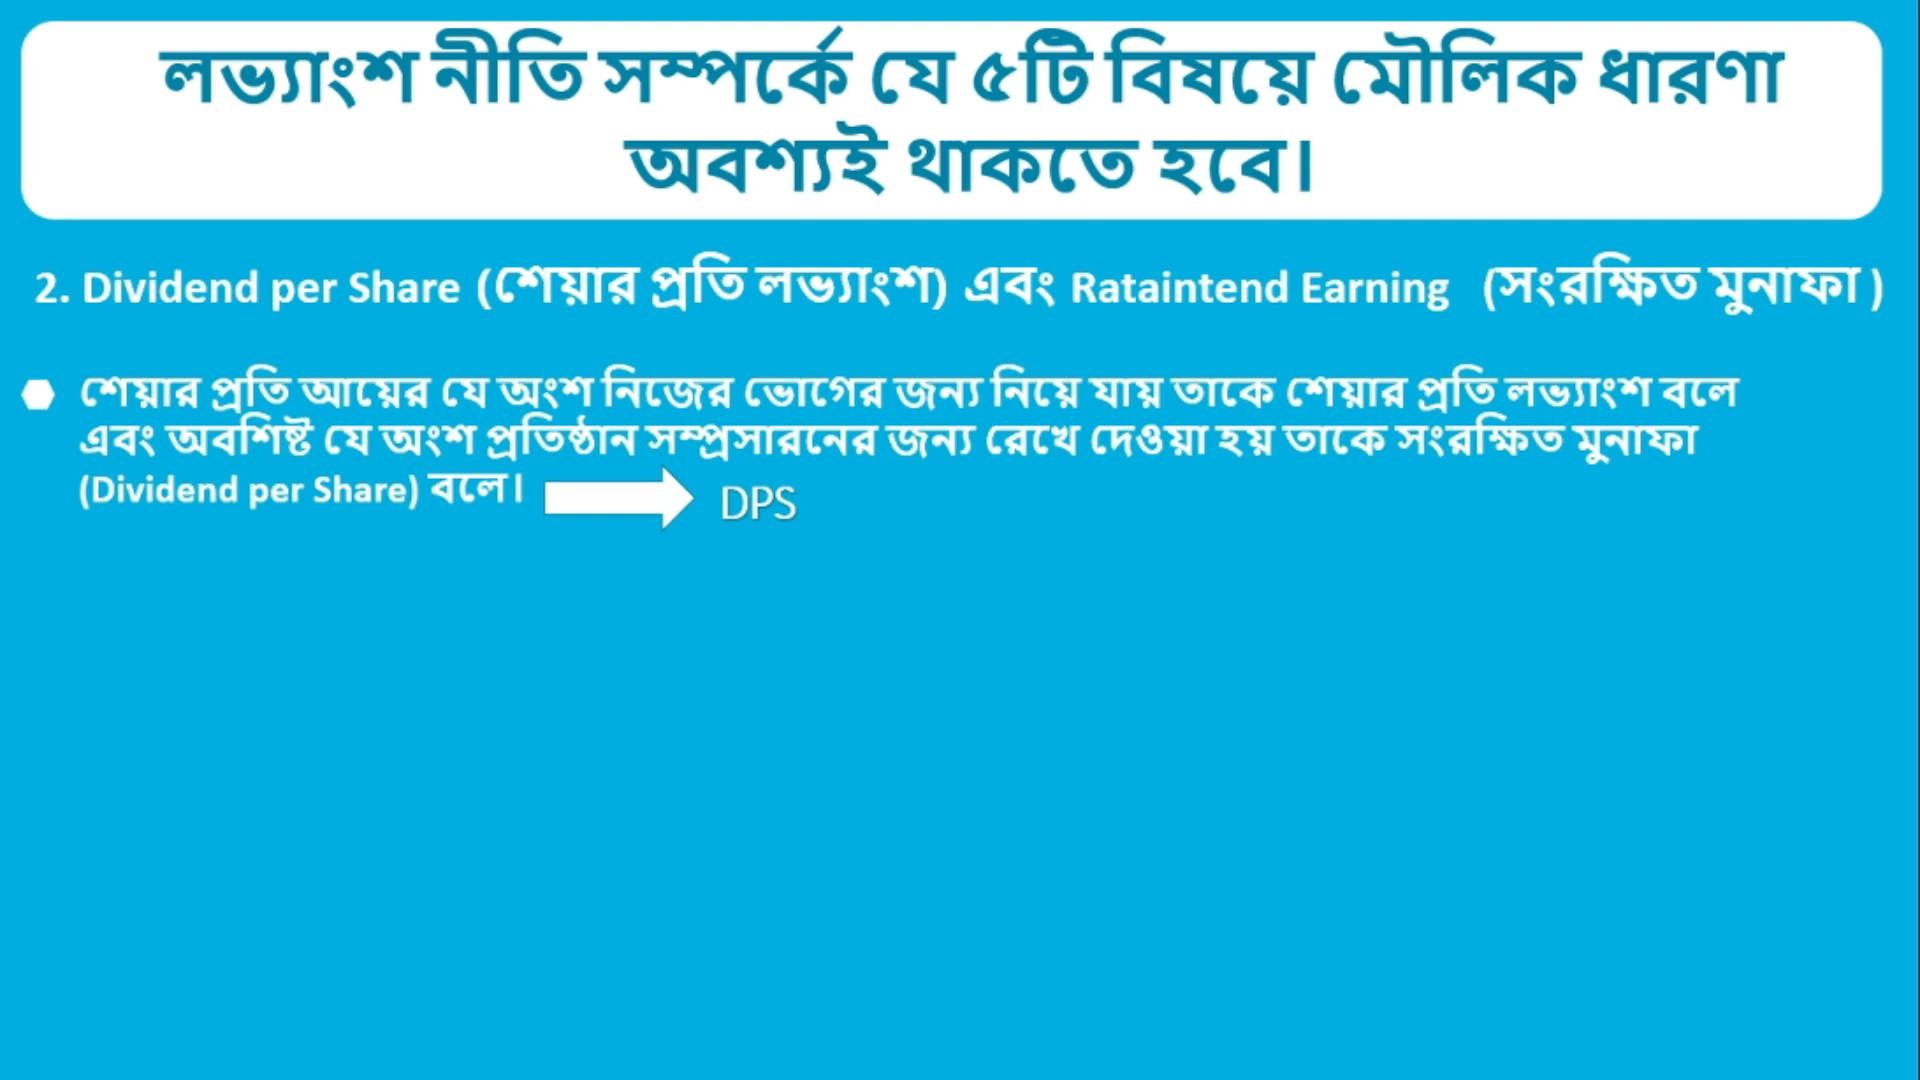 লভ্যাংশ নীতি সম্পর্কে যে ৫টি বিষয়ে মৌলিক ধারণা
অবশ্যই থাকতে হবে।
2. Dividend per Share (শেয়ার প্রতি লভ্যাংশ) এবং Rataintend Earning (সংরক্ষিত মুনাফা )
শেয়ার প্রতি আয়ের যে অংশ নিজের ভোগের জন্য নিয়ে যায় তাকে শেয়ার প্রতি লভ্যাংশ বলে
এবং অবশিষ্ট যে অংশ প্রতিষ্ঠান সম্প্রসারনের জন্য রেখে দেওয়া হয় তাকে সংরক্ষিত মুনাফা
(Dividend per Share) বলে। DPS